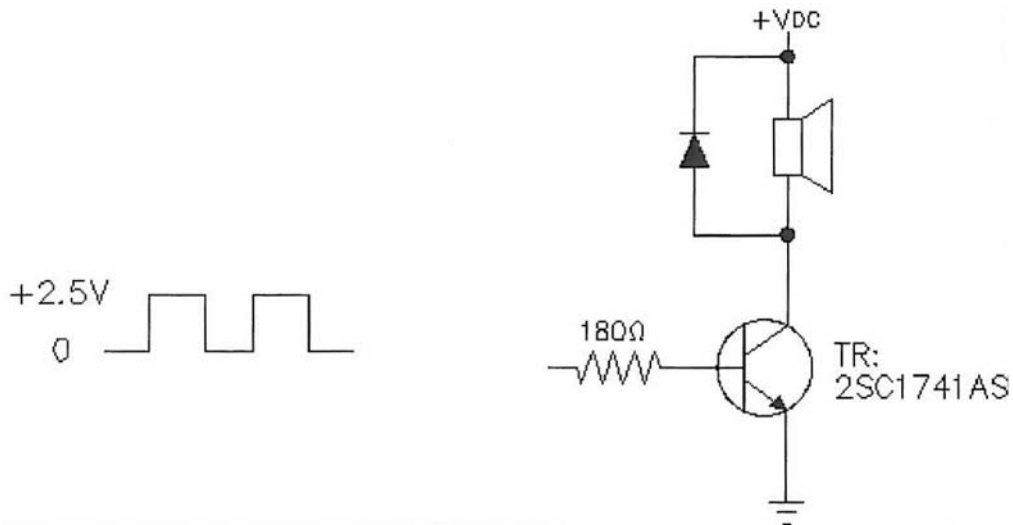 +VDC
+2.5V
0
180Ω
TR:
2SC1741AS